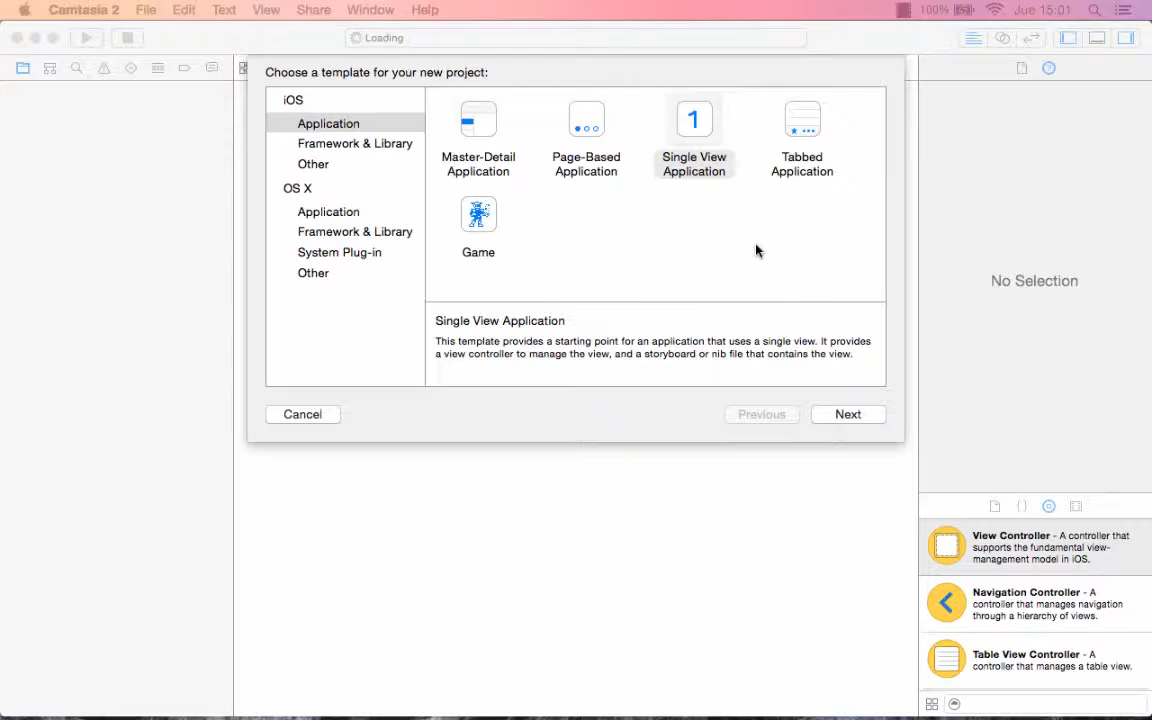 Camtasia 2 File Edit Text View Share Window Help 100% Jue 15:01
Loading
Choose a template for your new project:
iOS
Application
Framework & Library
Other
OS X
Application
Framework & Library
System Plug-in
Other
Master-Detail
Application
Page-Based
Application
1
Single View
Application
Tabbed
Application
Game
Single View Application
This template provides a starting point for an application that uses a single view. It provides
a view controller to manage the view, and a storyboard or nib file that contains the view.
Cancel
Previous
Next
No Selection
View Controller - A controller that
supports the fundamental view-
management model in iOS.
Navigation Controller - A
controller that manages navigation
through a hierarchy of views.
Table View Controller - A
controller that manages a table view.